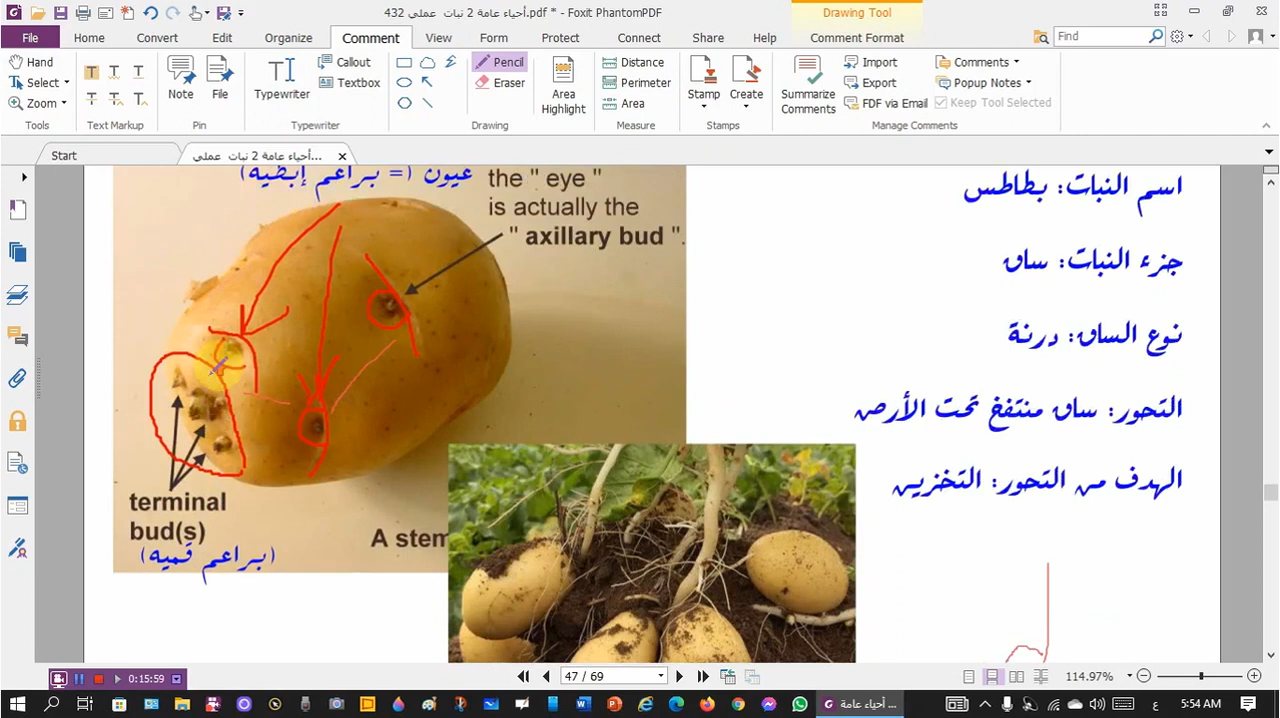 أحياء عامة 2 نبات عملي 432.pdf * - Foxit PhantomPDF
Drawing Tool
File Home Convert Edit Organize Comment View Form Protect Connect Share Help Comment Format Find
Hand
Select
Zoom
Tools
Text Markup
Note
File
Pin
Typewriter
Callout
Textbox
Typewriter
Pencil
Eraser
Drawing
Area Highlight
Distance
Perimeter
Area
Measure
Stamp
Create
Stamps
Summarize Comments
Import
Export
FDF via Email
Comments
Popup Notes
Keep Tool Selected
Manage Comments
Start
أحياء عامة 2 نبات عملي...
عيون (= براعم إبطيه)
the " eye "
is actually the
" axillary bud ".
terminal
bud(s)
(براعم قميه)
A stem
اسم النبات: بطاطس
جزء النبات: ساق
نوع الساق: درنة
التحور: ساق منتفخ تحت الأرض
الهدف من التحور: التخزين
0:15:59
47 / 69
114.97%
أحياء عامة...
ع
5:54 AM